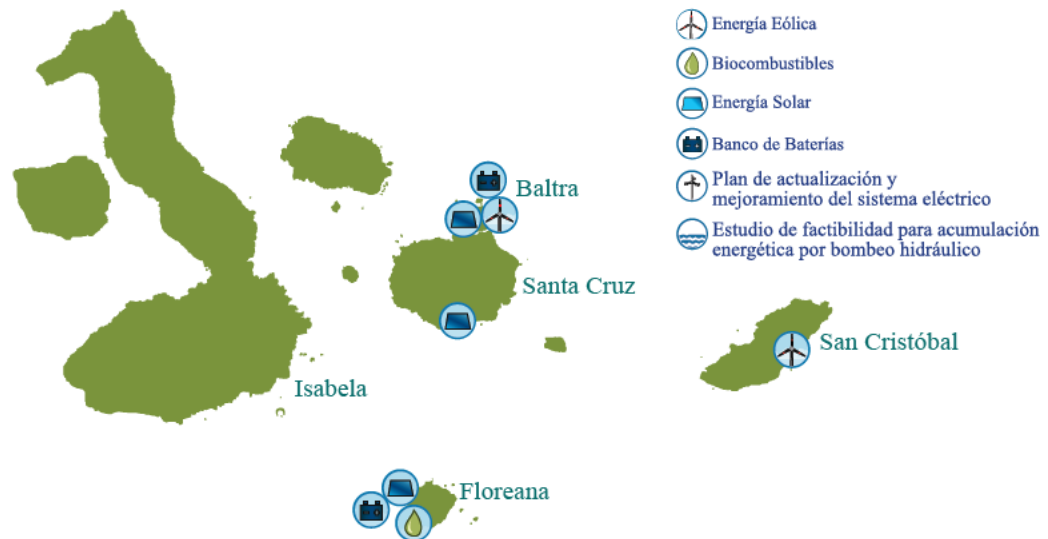 Energía Eólica
Biocombustibles
Energía Solar
Banco de Baterías
Plan de actualización y
mejoramiento del sistema eléctrico
Estudio de factibilidad para acumulación
energética por bombeo hidráulico
Baltra
Santa Cruz
San Cristóbal
Isabela
Floreana